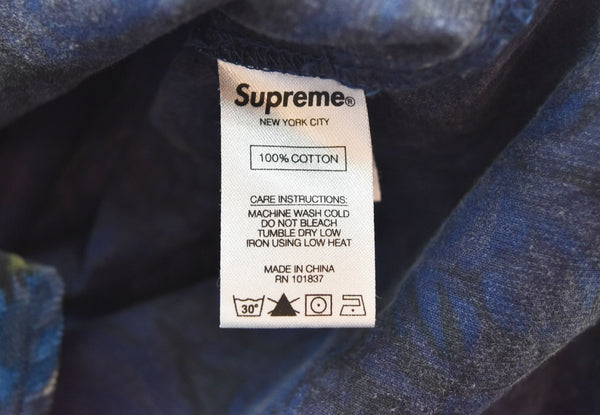 Supreme®
NEW YORK CITY
100% COTTON
CARE INSTRUCTIONS:
MACHINE WASH COLD
DO NOT BLEACH
TUMBLE DRY LOW
IRON USING LOW HEAT
MADE IN CHINA
RN 101837
30°